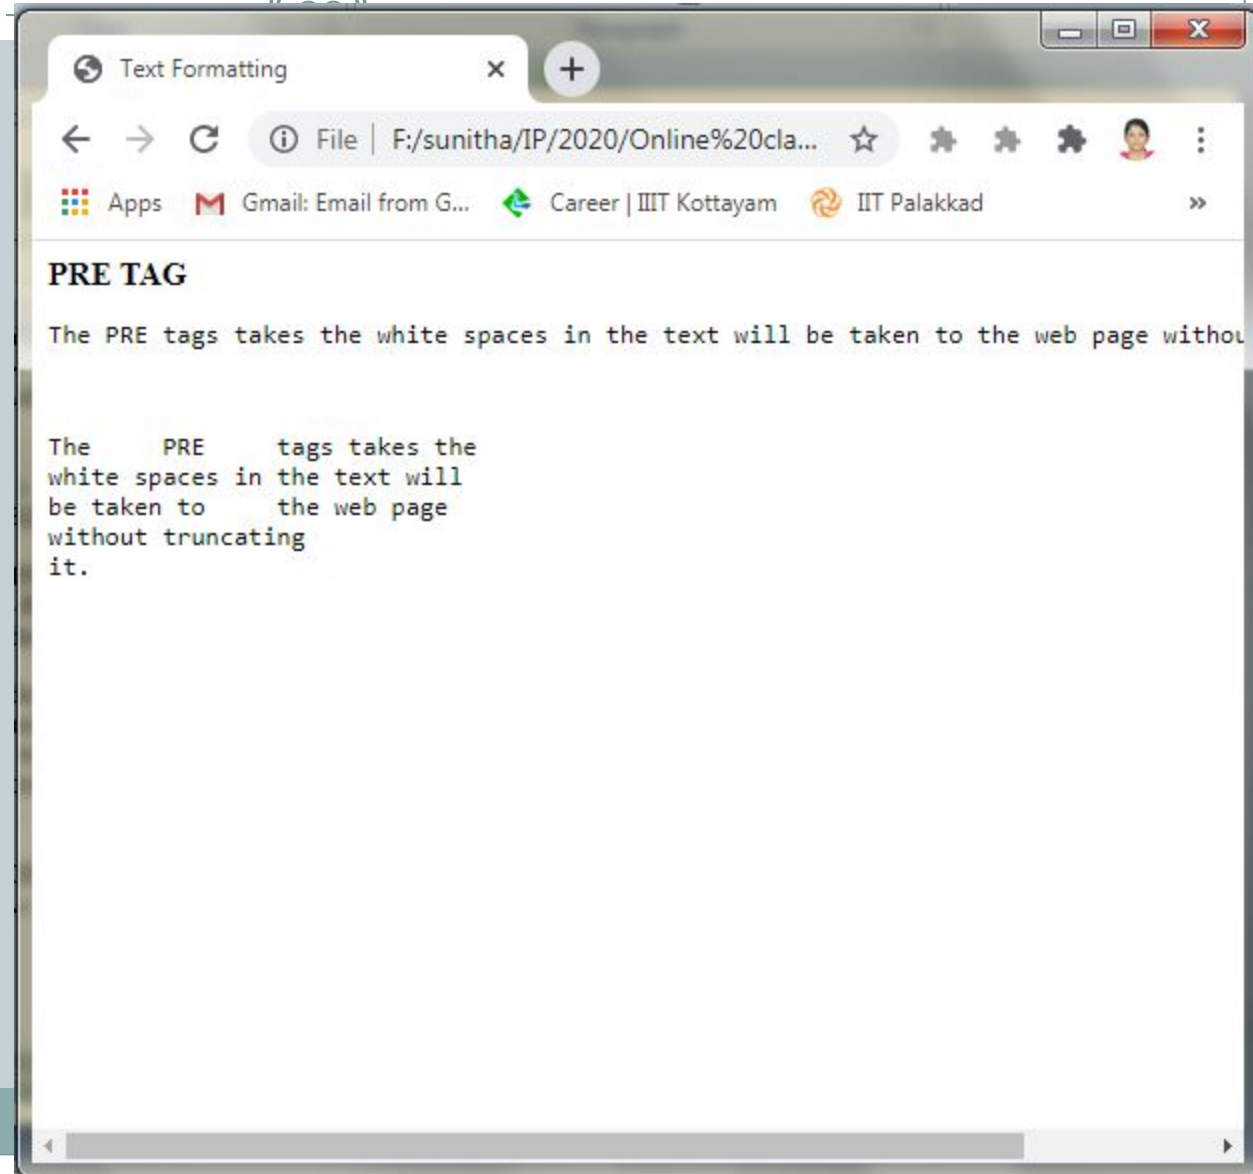 Text Formatting
File F:/sunitha/IP/2020/Online%20cla...
Apps Gmail: Email from G... Career | IIIT Kottayam IIT Palakkad »
PRE TAG
The PRE tags takes the white spaces in the text will be taken to the web page withou
The     PRE     tags takes the
white spaces in the text will
be taken to     the web page
without truncating
it.